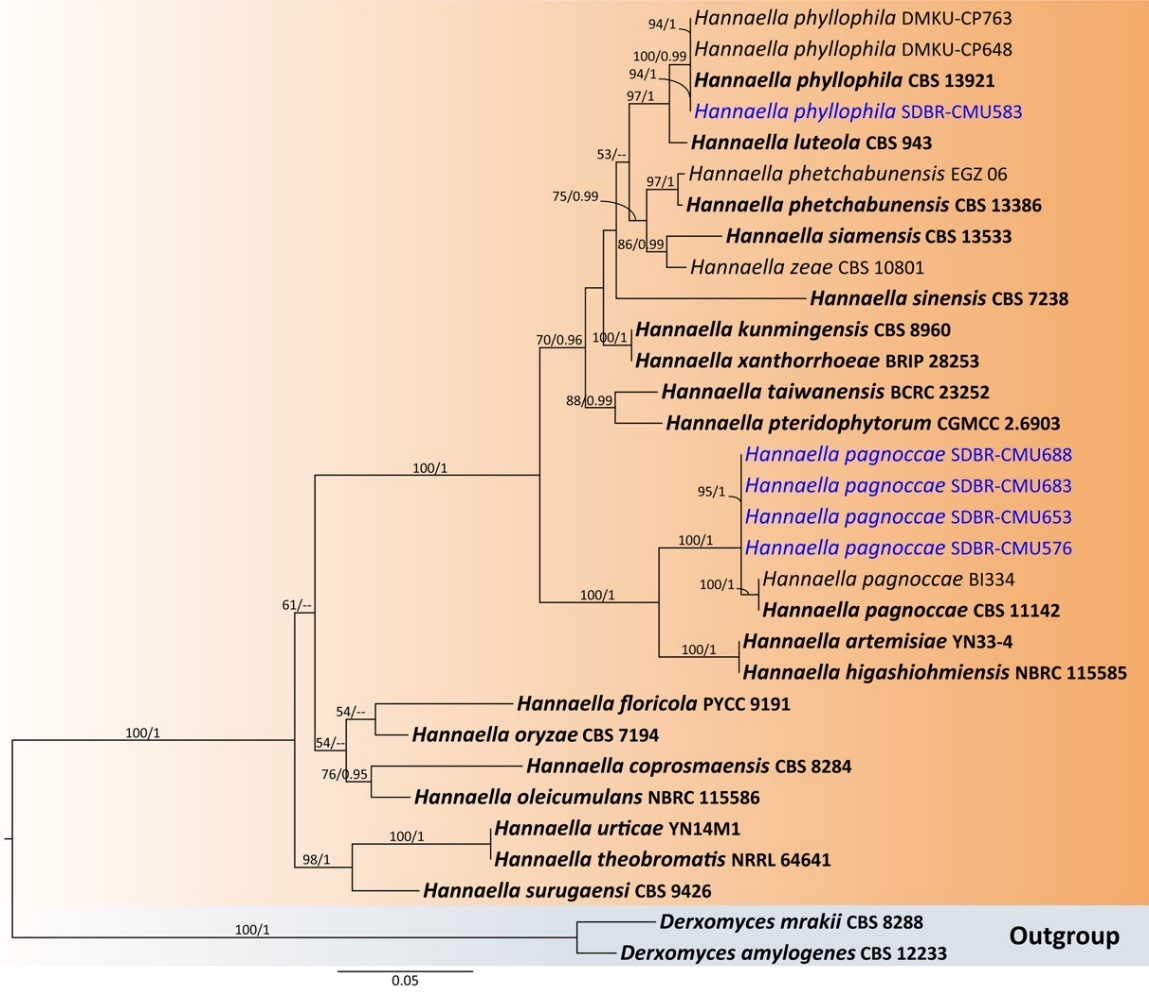 94/1
Hannaella phyllophila DMKU-CP763
Hannaella phyllophila DMKU-CP648
100/0.99
94/1
Hannaella phyllophila CBS 13921
97/1
Hannaella phyllophila SDBR-CMU583
Hannaella luteola CBS 943
53/--
Hannaella phetchabunensis EGZ 06
97/1
75/0.99
Hannaella phetchabunensis CBS 13386
Hannaella siamensis CBS 13533
86/0.99
Hannaella zeae CBS 10801
Hannaella sinensis CBS 7238
Hannaella kunmingensis CBS 8960
70/0.96
100/1
Hannaella xanthorrhoeae BRIP 28253
Hannaella taiwanensis BCRC 23252
88/0.99
Hannaella pteridophytorum CGMCC 2.6903
Hannaella pagnoccae SDBR-CMU688
100/1
Hannaella pagnoccae SDBR-CMU683
95/1
Hannaella pagnoccae SDBR-CMU653
Hannaella pagnoccae SDBR-CMU576
100/1
Hannaella pagnoccae BI334
100/1
100/1
Hannaella pagnoccae CBS 11142
61/--
Hannaella artemisiae YN33-4
100/1
Hannaella higashiohmiensis NBRC 115585
Hannaella floricola PYCC 9191
54/--
Hannaella oryzae CBS 7194
100/1
54/--
Hannaella coprosmaensis CBS 8284
76/0.95
Hannaella oleicumulans NBRC 115586
Hannaella urticae YN14M1
100/1
Hannaella theobromatis NRRL 64641
98/1
Hannaella surugaensi CBS 9426
Derxomyces mrakii CBS 8288
100/1
Outgroup
Derxomyces amylogenes CBS 12233
0.05